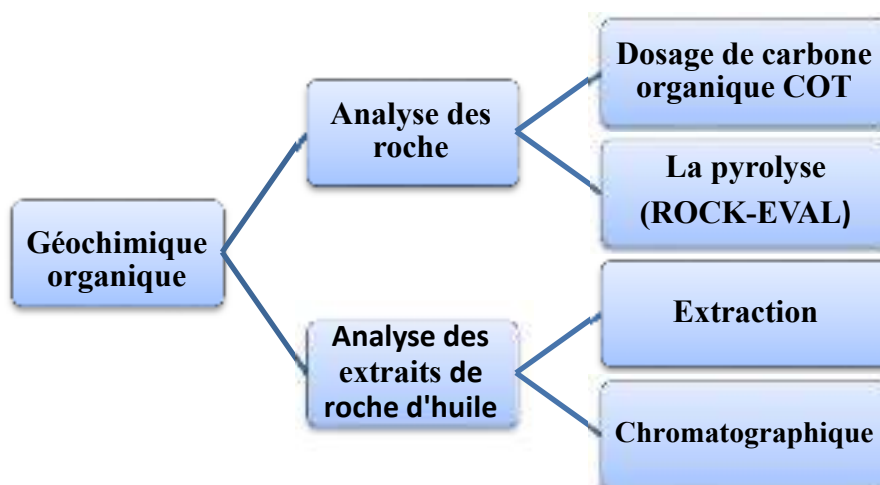 Géochimique
organique
Analyse des
roche
Dosage de carbone
organique COT
La pyrolyse
(ROCK-EVAL)
Analyse des
extraits de
roche d'huile
Extraction
Chromatographique